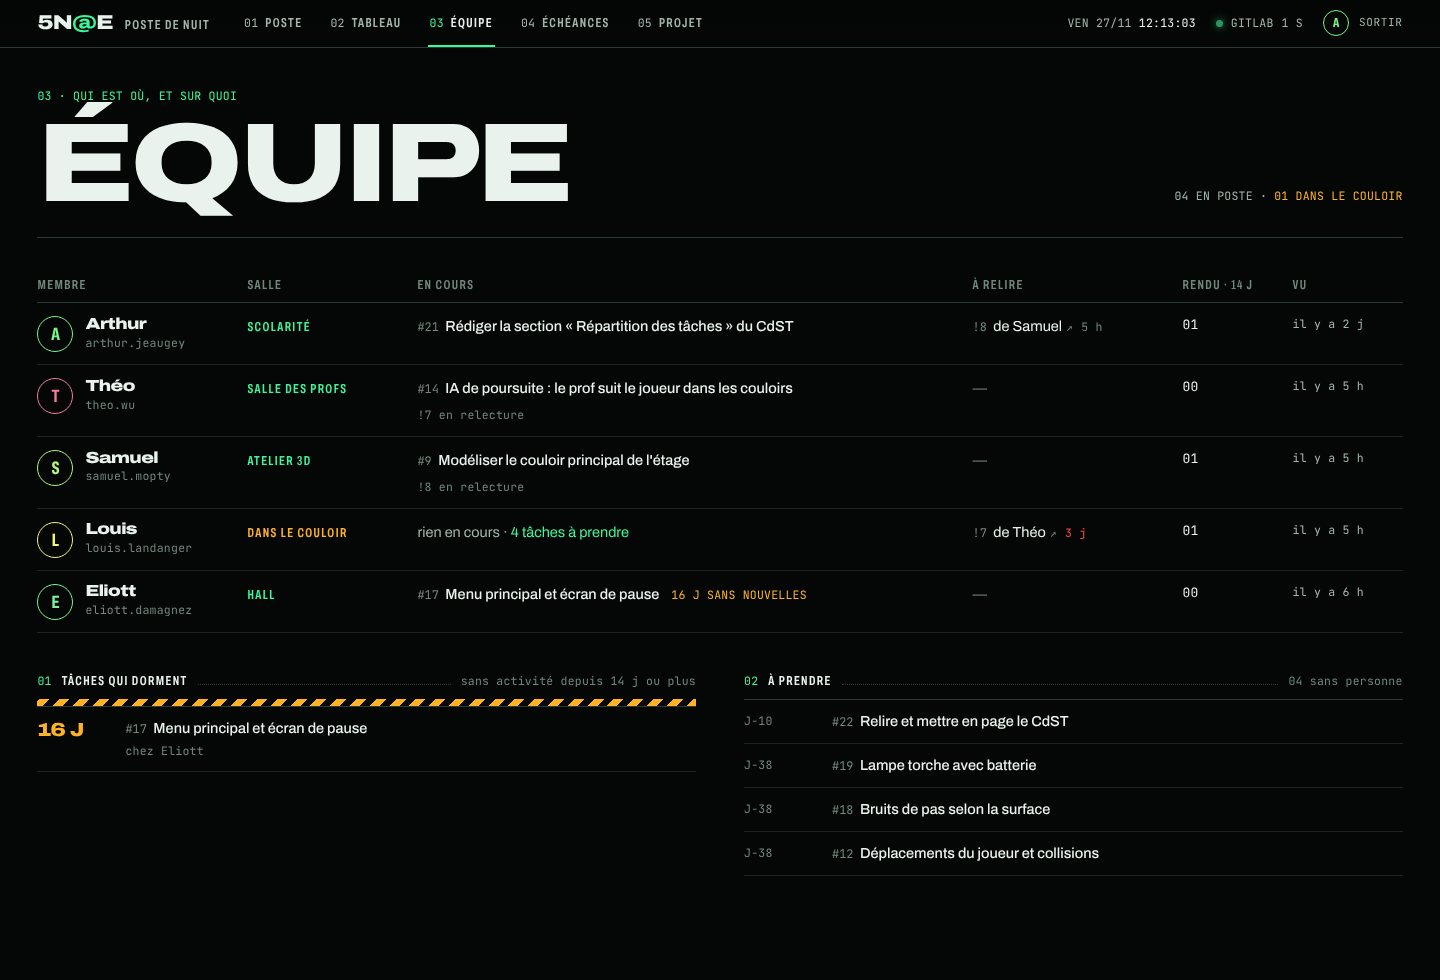 5N@E POSTE DE NUIT 01 POSTE 02 TABLEAU 03 ÉQUIPE 04 ÉCHÉANCES 05 PROJET VEN 27/11 12:13:03 GITLAB 1 S A SORTIR
03 · QUI EST OÙ, ET SUR QUOI
ÉQUIPE
04 EN POSTE · 01 DANS LE COULOIR
MEMBRE SALLE EN COURS À RELIRE RENDU · 14 J VU
A Arthur SCOLARITÉ #21 Rédiger la section « Répartition des tâches » du CdST !8 de Samuel ↗ 5 h 01 il y a 2 j
arthur.jeaugey
T Théo SALLE DES PROFS #14 IA de poursuite : le prof suit le joueur dans les couloirs — 00 il y a 5 h
theo.wu
!7 en relecture
S Samuel ATELIER 3D #9 Modéliser le couloir principal de l'étage — 01 il y a 5 h
samuel.mopty
!8 en relecture
L Louis DANS LE COULOIR rien en cours · 4 tâches à prendre !7 de Théo ↗ 3 j 01 il y a 5 h
louis.landanger
E Eliott HALL #17 Menu principal et écran de pause 16 J SANS NOUVELLES — 00 il y a 6 h
eliott.damagnez
01 TÂCHES QUI DORMENT sans activité depuis 14 j ou plus
16 J #17 Menu principal et écran de pause
chez Eliott
02 À PRENDRE 04 sans personne
J-10 #22 Relire et mettre en page le CdST
J-38 #19 Lampe torche avec batterie
J-38 #18 Bruits de pas selon la surface
J-38 #12 Déplacements du joueur et collisions